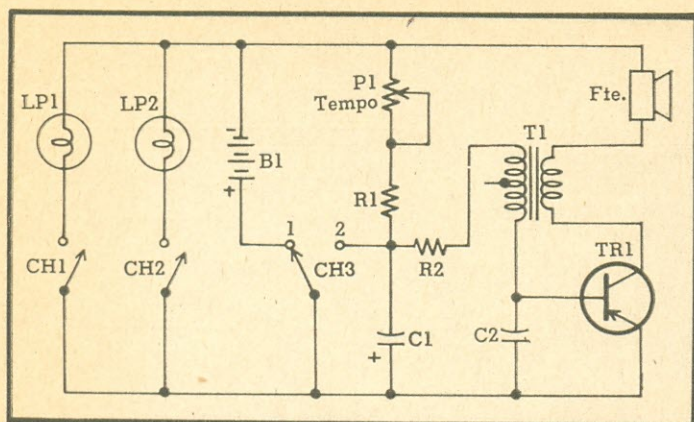 P1
Tempo
Fte.
LP1
LP2
T1
-
B1
+
R1
1
2
CH1
CH2
CH3
R2
TR1
C1
+
C2